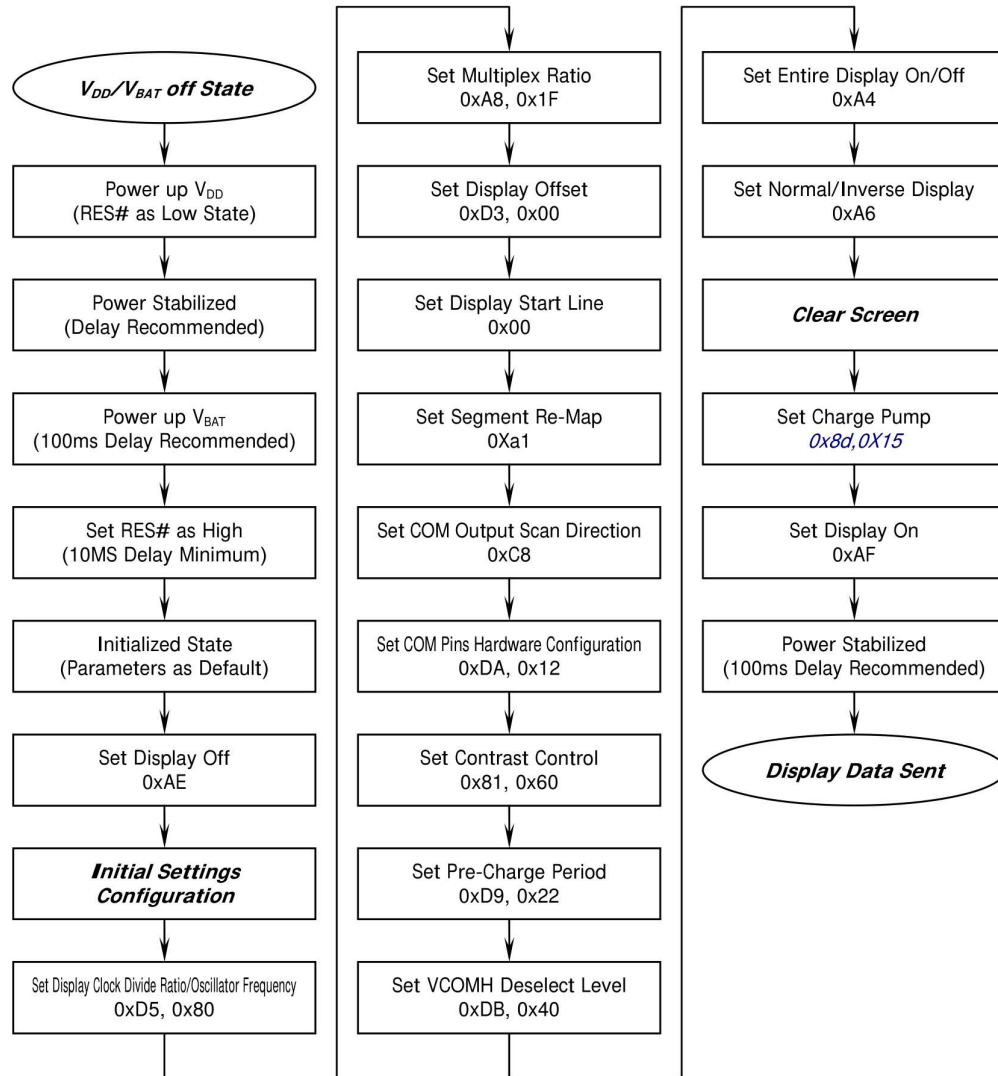 V_DD/V_BAT off State
Power up V_DD
(RES# as Low State)
Power Stabilized
(Delay Recommended)
Power up V_BAT
(100ms Delay Recommended)
Set RES# as High
(10MS Delay Minimum)
Initialized State
(Parameters as Default)
Set Display Off
0xAE
Initial Settings
Configuration
Set Display Clock Divide Ratio/Oscillator Frequency
0xD5, 0x80
Set Multiplex Ratio
0xA8, 0x1F
Set Display Offset
0xD3, 0x00
Set Display Start Line
0x00
Set Segment Re-Map
0Xa1
Set COM Output Scan Direction
0xC8
Set COM Pins Hardware Configuration
0xDA, 0x12
Set Contrast Control
0x81, 0x60
Set Pre-Charge Period
0xD9, 0x22
Set VCOMH Deselect Level
0xDB, 0x40
Set Entire Display On/Off
0xA4
Set Normal/Inverse Display
0xA6
Clear Screen
Set Charge Pump
0x8d,0X15
Set Display On
0xAF
Power Stabilized
(100ms Delay Recommended)
Display Data Sent